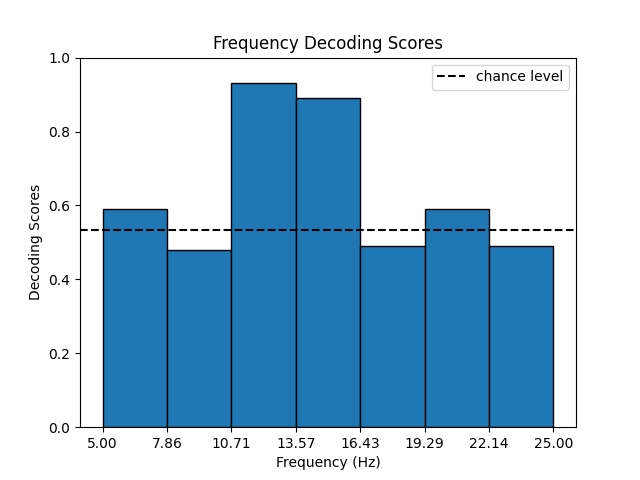 Frequency Decoding Scores
chance level
Decoding Scores
1.0
0.8
0.6
0.4
0.2
0.0
5.00 7.86 10.71 13.57 16.43 19.29 22.14 25.00
Frequency (Hz)